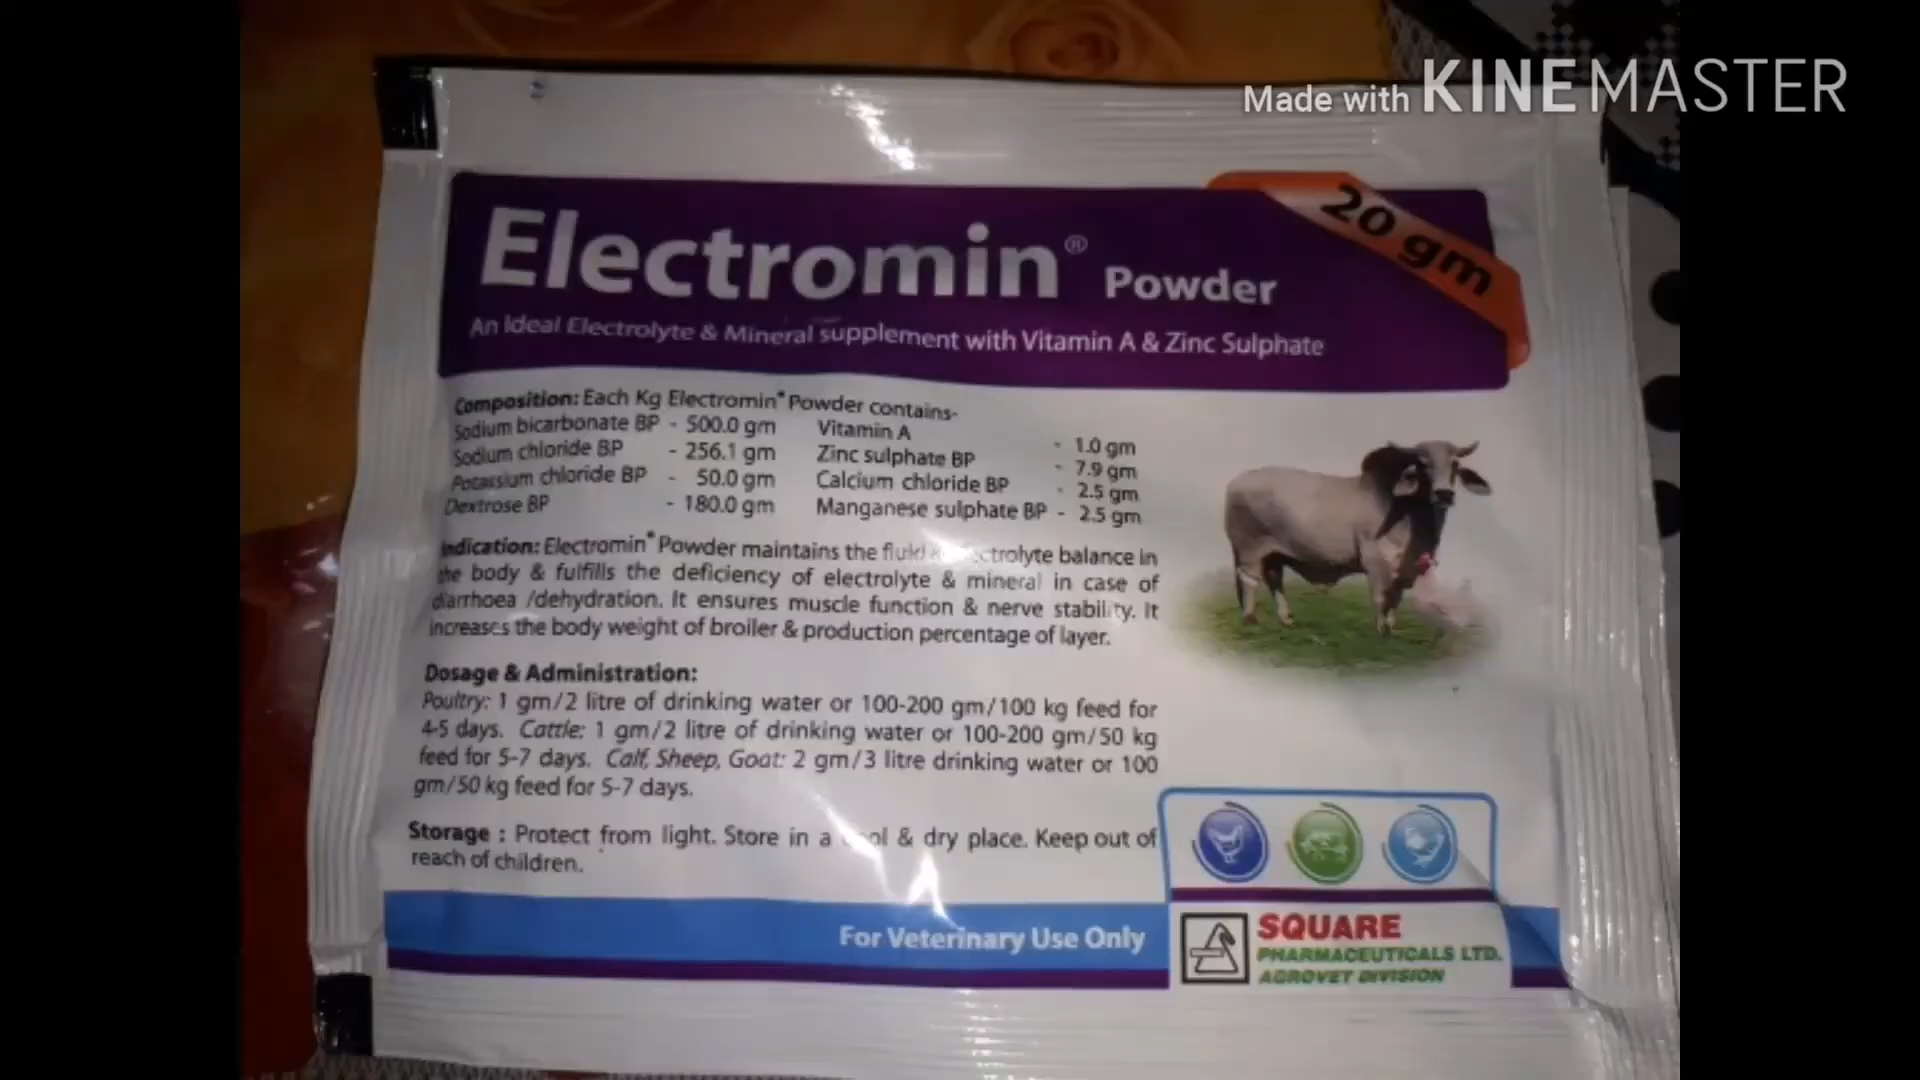 Made with KINEMASTER
20 gm
Electromin® Powder
An Ideal Electrolyte & Mineral supplement with Vitamin A & Zinc Sulphate
Composition: Each Kg Electromin® Powder contains-
Sodium bicarbonate BP - 500.0 gm
Sodium chloride BP - 256.1 gm
Potassium chloride BP - 50.0 gm
Dextrose BP - 180.0 gm
Vitamin A - 1.0 gm
Zinc sulphate BP - 7.9 gm
Calcium chloride BP - 2.5 gm
Manganese sulphate BP - 2.5 gm
Indication: Electromin® Powder maintains the fluid & electrolyte balance in
the body & fulfills the deficiency of electrolyte & mineral in case of
diarrhoea /dehydration. It ensures muscle function & nerve stability. It
increases the body weight of broiler & production percentage of layer.
Dosage & Administration:
Poultry: 1 gm/2 litre of drinking water or 100-200 gm/100 kg feed for
4-5 days. Cattle: 1 gm/2 litre of drinking water or 100-200 gm/50 kg
feed for 5-7 days. Calf, Sheep, Goat: 2 gm/3 litre drinking water or 100
gm/50 kg feed for 5-7 days.
Storage : Protect from light. Store in a cool & dry place. Keep out of
reach of children.
For Veterinary Use Only
SQUARE
PHARMACEUTICALS LTD.
AGROVET DIVISION